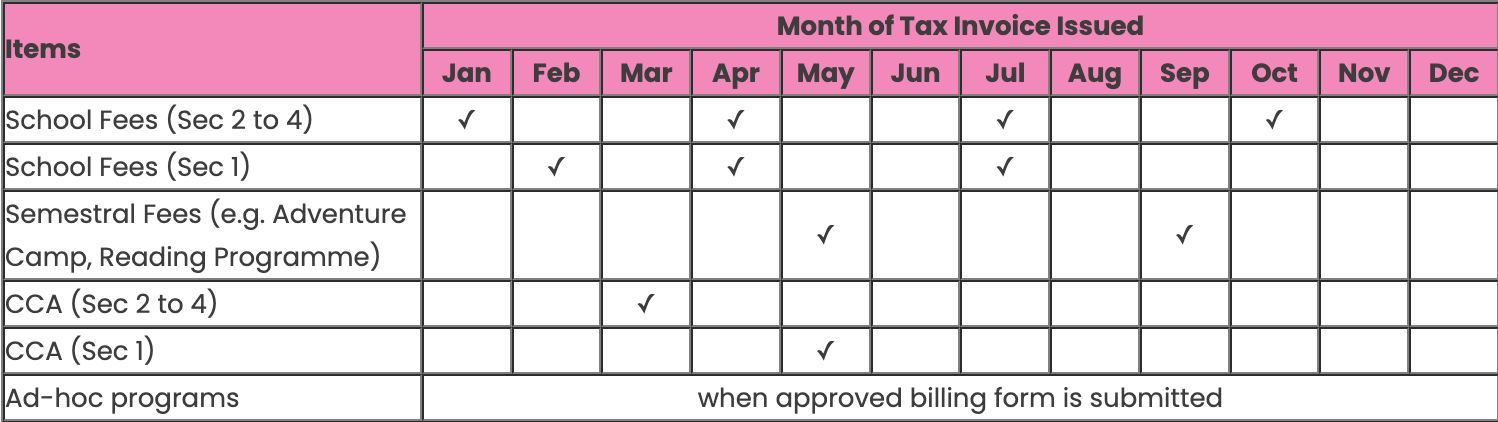 Items
Month of Tax Invoice Issued
Jan Feb Mar Apr May Jun Jul Aug Sep Oct Nov Dec
School Fees (Sec 2 to 4) ✓ ✓ ✓ ✓
School Fees (Sec 1) ✓ ✓ ✓
Semestral Fees (e.g. Adventure
Camp, Reading Programme) ✓ ✓
CCA (Sec 2 to 4) ✓
CCA (Sec 1) ✓
Ad-hoc programs when approved billing form is submitted